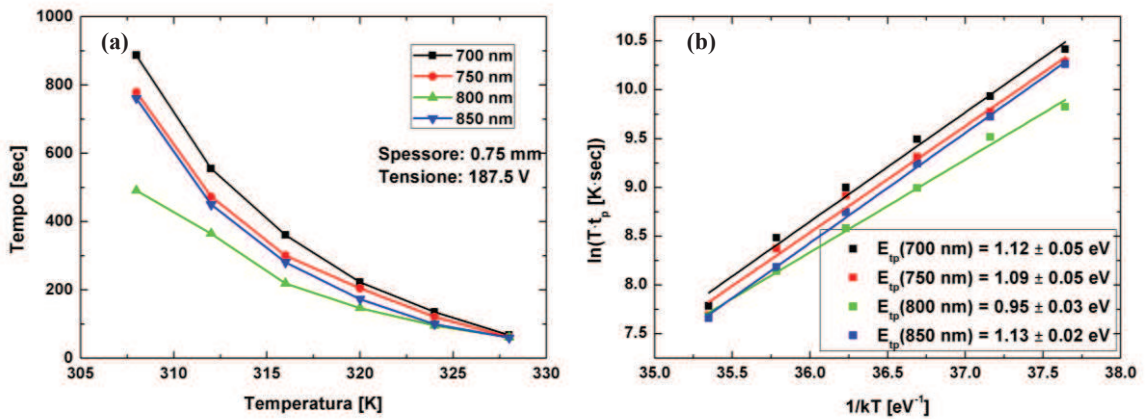 (a)
700 nm
750 nm
800 nm
850 nm
Spessore: 0.75 mm
Tensione: 187.5 V
1000
800
600
400
200
0
305
310
315
320
325
330
Tempo [sec]
Temperatura [K]
(b)
10.5
10.0
9.5
9.0
8.5
8.0
7.5
35.0
35.5
36.0
36.5
37.0
37.5
38.0
ln(T·tp [K·sec])
1/kT [eV⁻¹]
Etp(700 nm) = 1.12 ± 0.05 eV
Etp(750 nm) = 1.09 ± 0.05 eV
Etp(800 nm) = 0.95 ± 0.03 eV
Etp(850 nm) = 1.13 ± 0.02 eV